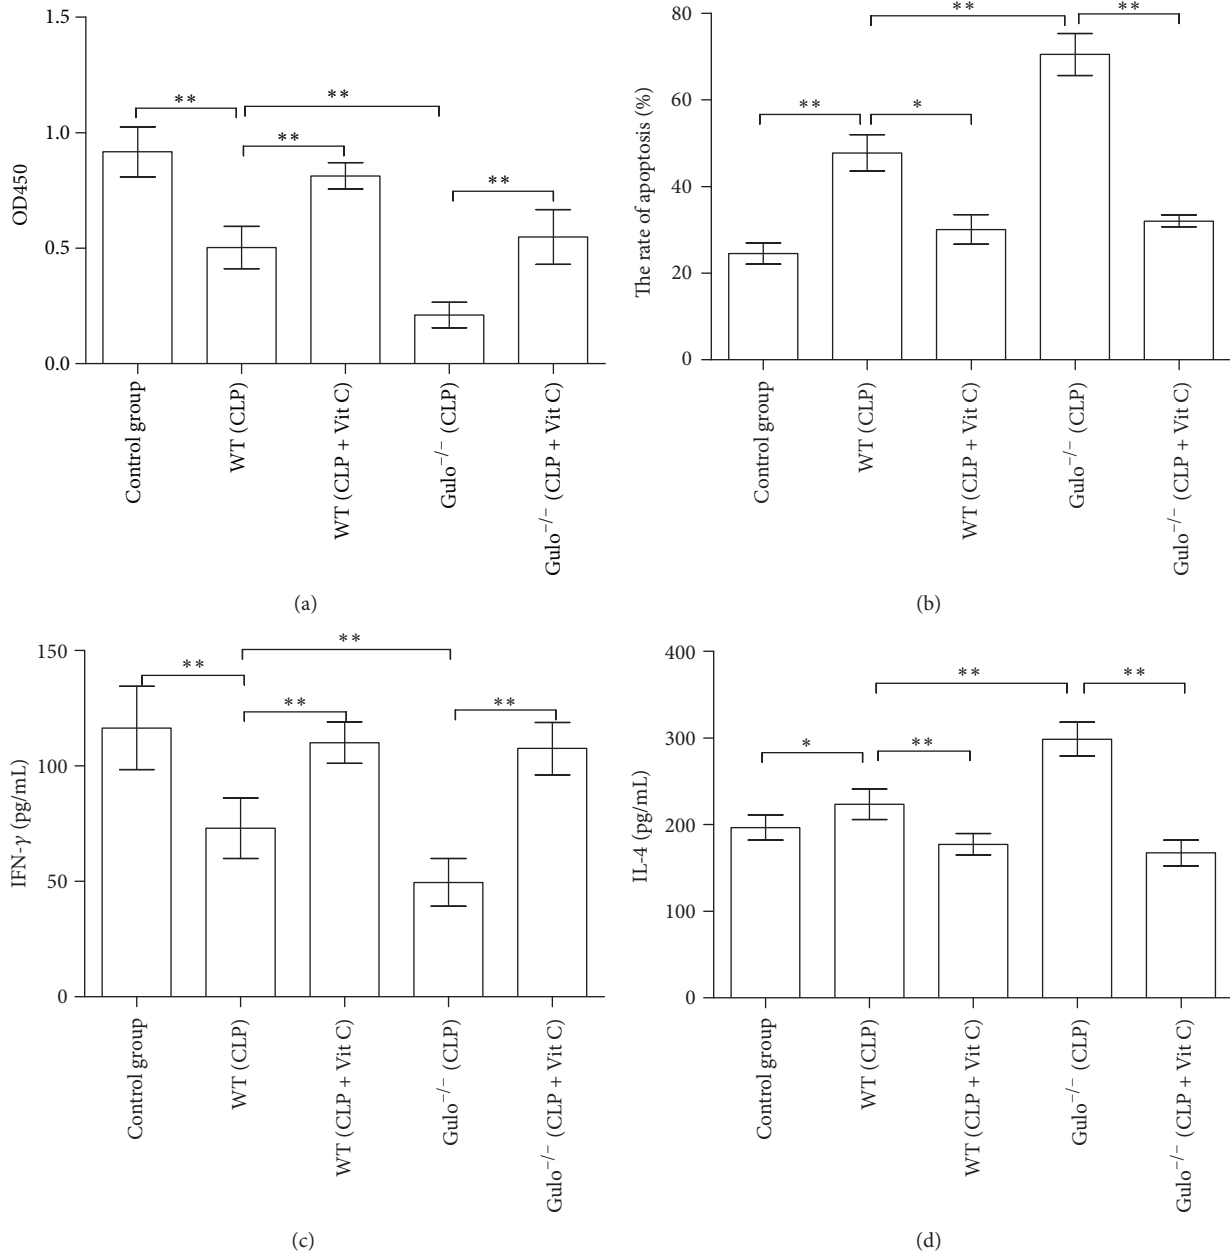 1.5
1.0
0.5
0.0
OD450
**
**
**
**
Control group
WT (CLP)
WT (CLP + Vit C)
Gulo−/− (CLP)
Gulo−/− (CLP + Vit C)
(a)
80
60
40
20
0
The rate of apoptosis (%)
**
*
**
**
Control group
WT (CLP)
WT (CLP + Vit C)
Gulo−/− (CLP)
Gulo−/− (CLP + Vit C)
(b)
150
100
50
0
IFN-γ (pg/mL)
**
**
**
**
Control group
WT (CLP)
WT (CLP + Vit C)
Gulo−/− (CLP)
Gulo−/− (CLP + Vit C)
(c)
400
300
200
100
0
IL-4 (pg/mL)
*
**
**
**
Control group
WT (CLP)
WT (CLP + Vit C)
Gulo−/− (CLP)
Gulo−/− (CLP + Vit C)
(d)